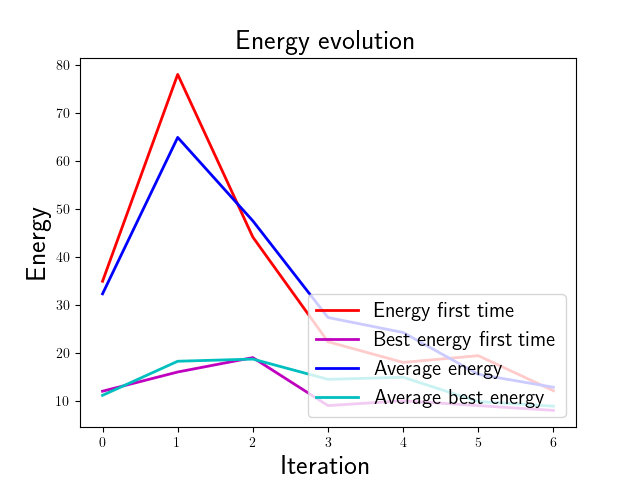 Energy evolution
80
70
60
50
40
30
20
10
Energy
Energy first time
Best energy first time
Average energy
Average best energy
0 1 2 3 4 5 6
Iteration